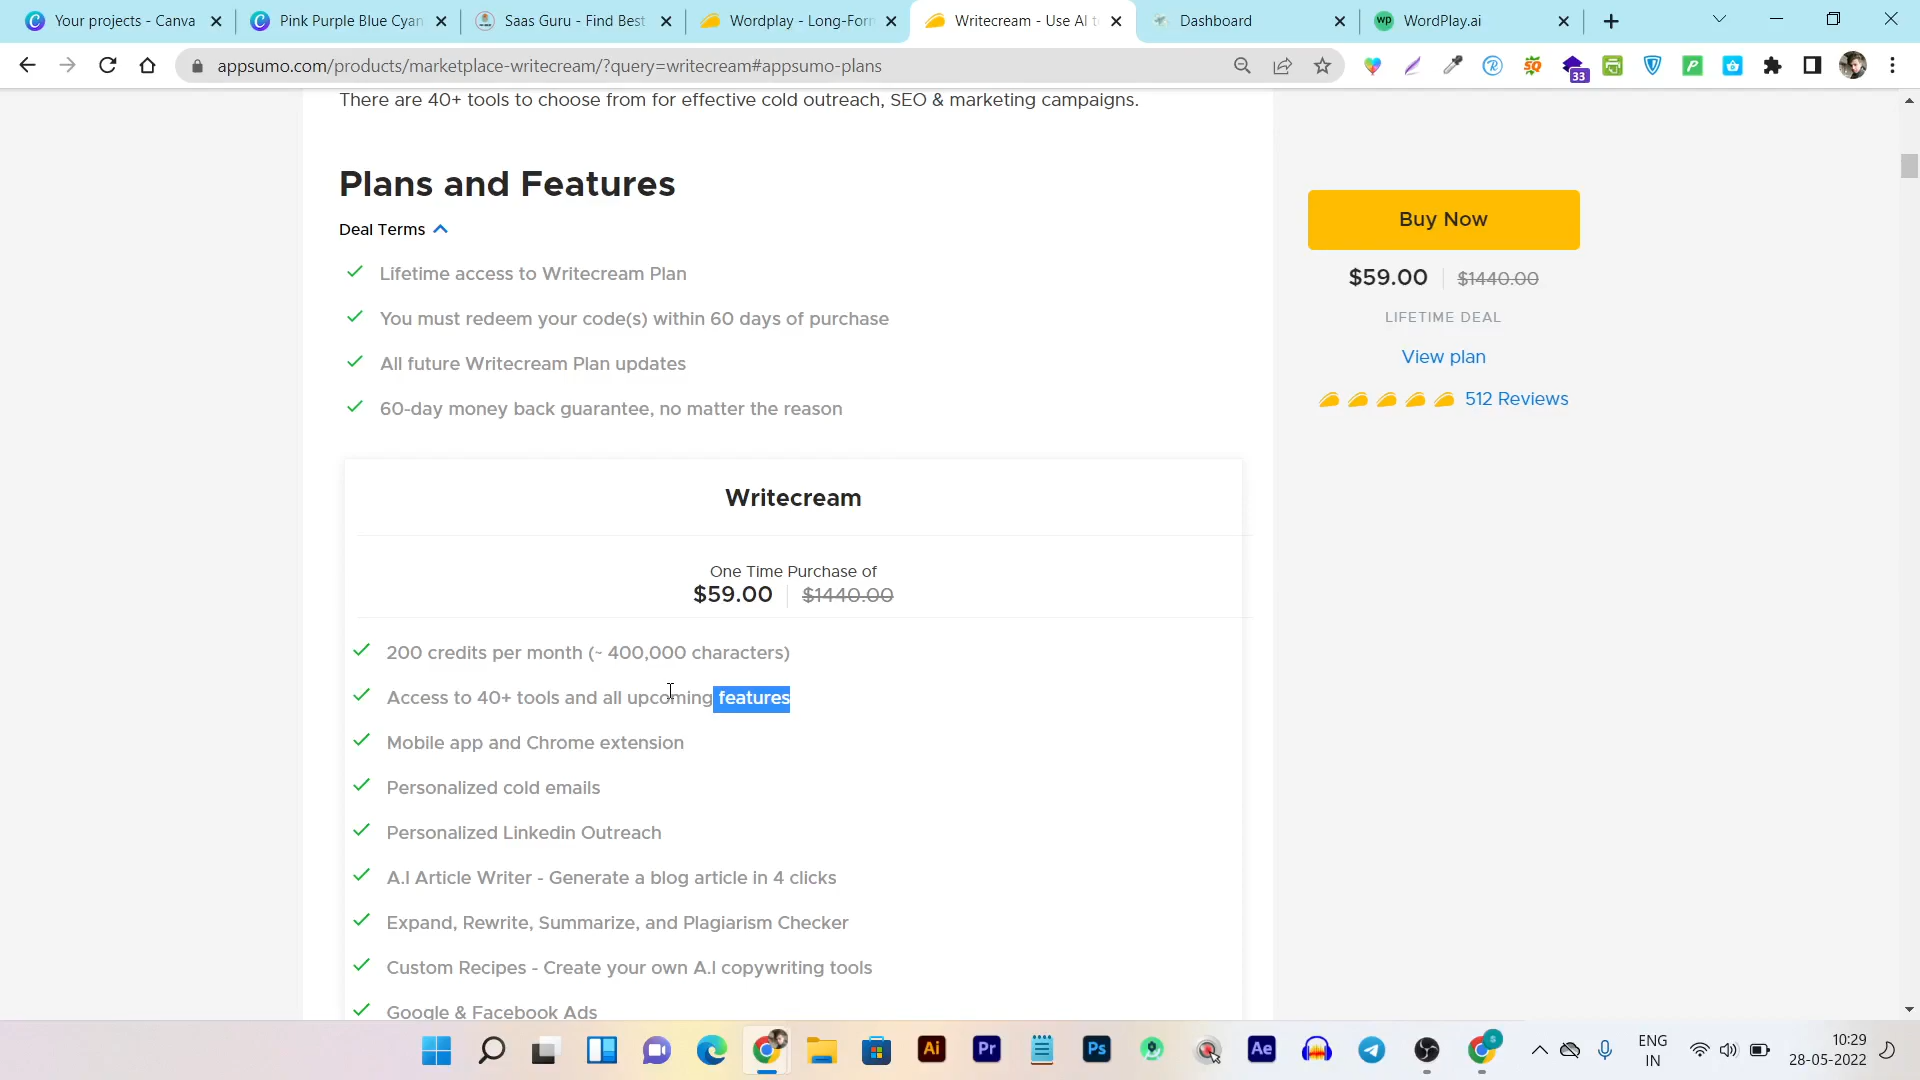 Your projects - Canva
Pink Purple Blue Cyan
Saas Guru - Find Best
Wordplay - Long-Form
Writecream - Use AI t
Dashboard
WordPlay.ai
appsumo.com/products/marketplace-writecream/?query=writecream#appsumo-plans
33
There are 40+ tools to choose from for effective cold outreach, SEO & marketing campaigns.
Plans and Features
Deal Terms
Lifetime access to Writecream Plan
You must redeem your code(s) within 60 days of purchase
All future Writecream Plan updates
60-day money back guarantee, no matter the reason
Buy Now
$59.00 $1440.00
LIFETIME DEAL
View plan
512 Reviews
Writecream
One Time Purchase of
$59.00 $1440.00
200 credits per month (~ 400,000 characters)
Access to 40+ tools and all upcoming features
Mobile app and Chrome extension
Personalized cold emails
Personalized Linkedin Outreach
A.I Article Writer - Generate a blog article in 4 clicks
Expand, Rewrite, Summarize, and Plagiarism Checker
Custom Recipes - Create your own A.I copywriting tools
Google & Facebook Ads
Ai
Pr
Ps
Ae
ENG
IN
10:29
28-05-2022